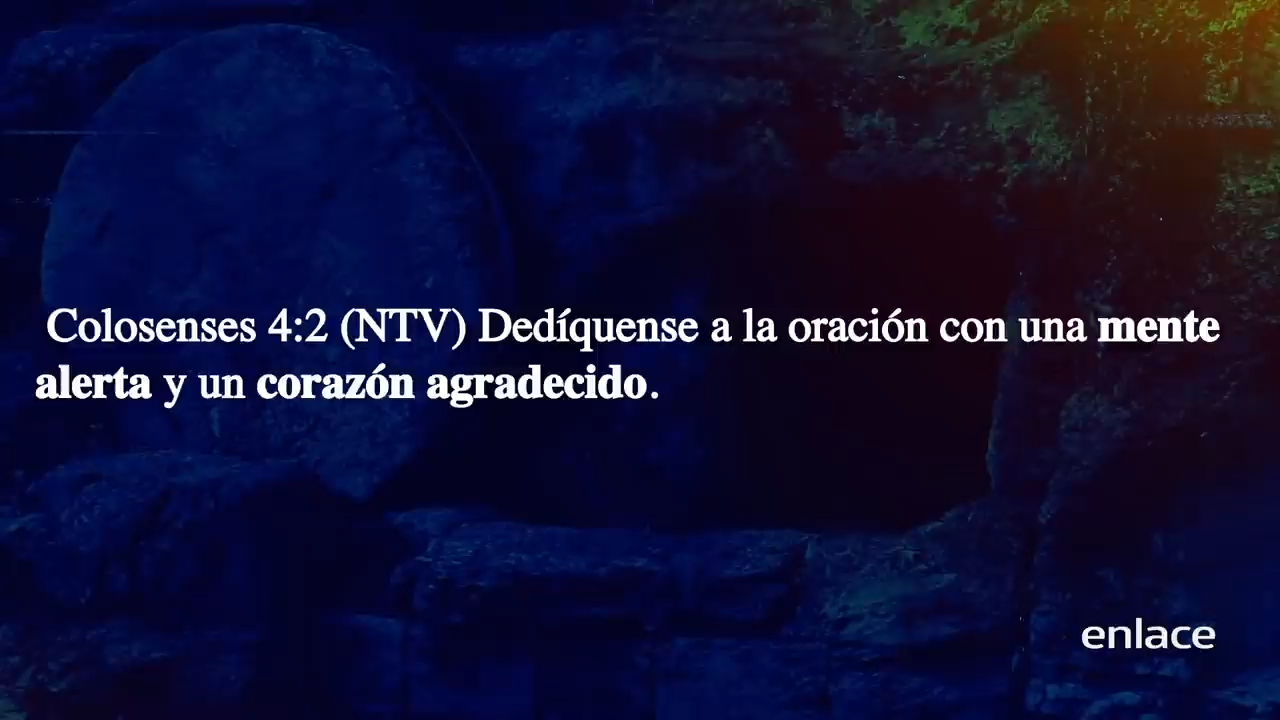 Colosenses 4:2 (NTV) Dedíquense a la oración con una mente
alerta y un corazón agradecido.
enlace